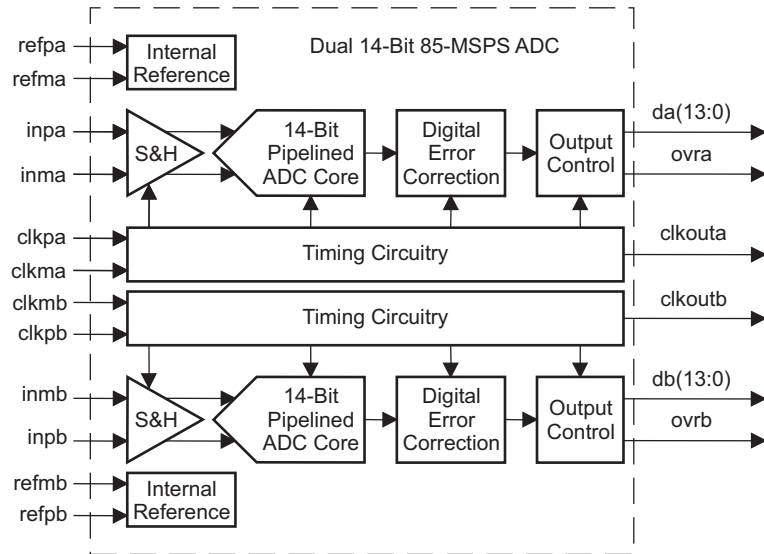 Dual 14-Bit 85-MSPS ADC
refpa
refma
Internal
Reference
inpa
inma
S&H
14-Bit
Pipelined
ADC Core
Digital
Error
Correction
Output
Control
da(13:0)
ovra
clkpa
clkma
Timing Circuitry
clkouta
clkmb
clkpb
Timing Circuitry
clkoutb
inmb
inpb
S&H
14-Bit
Pipelined
ADC Core
Digital
Error
Correction
Output
Control
db(13:0)
ovrb
refmb
refpb
Internal
Reference